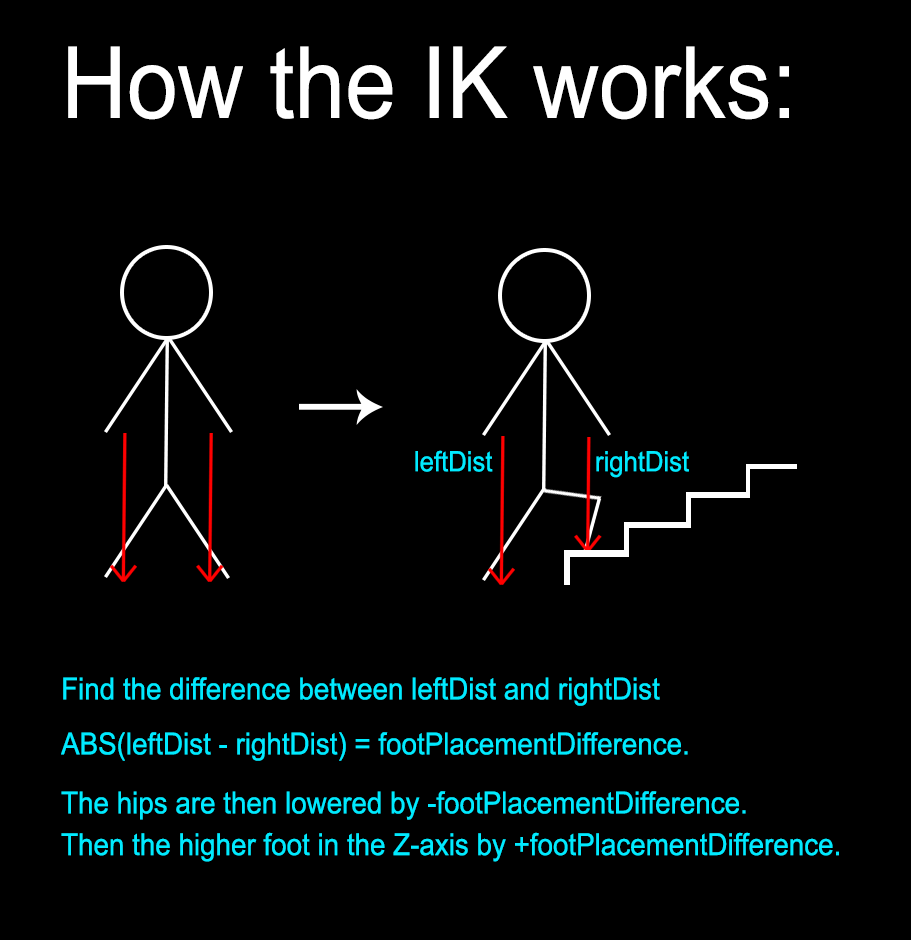 How the IK works:
leftDist
rightDist
Find the difference between leftDist and rightDist
ABS(leftDist - rightDist) = footPlacementDifference.
The hips are then lowered by -footPlacementDifference.
Then the higher foot in the Z-axis by +footPlacementDifference.